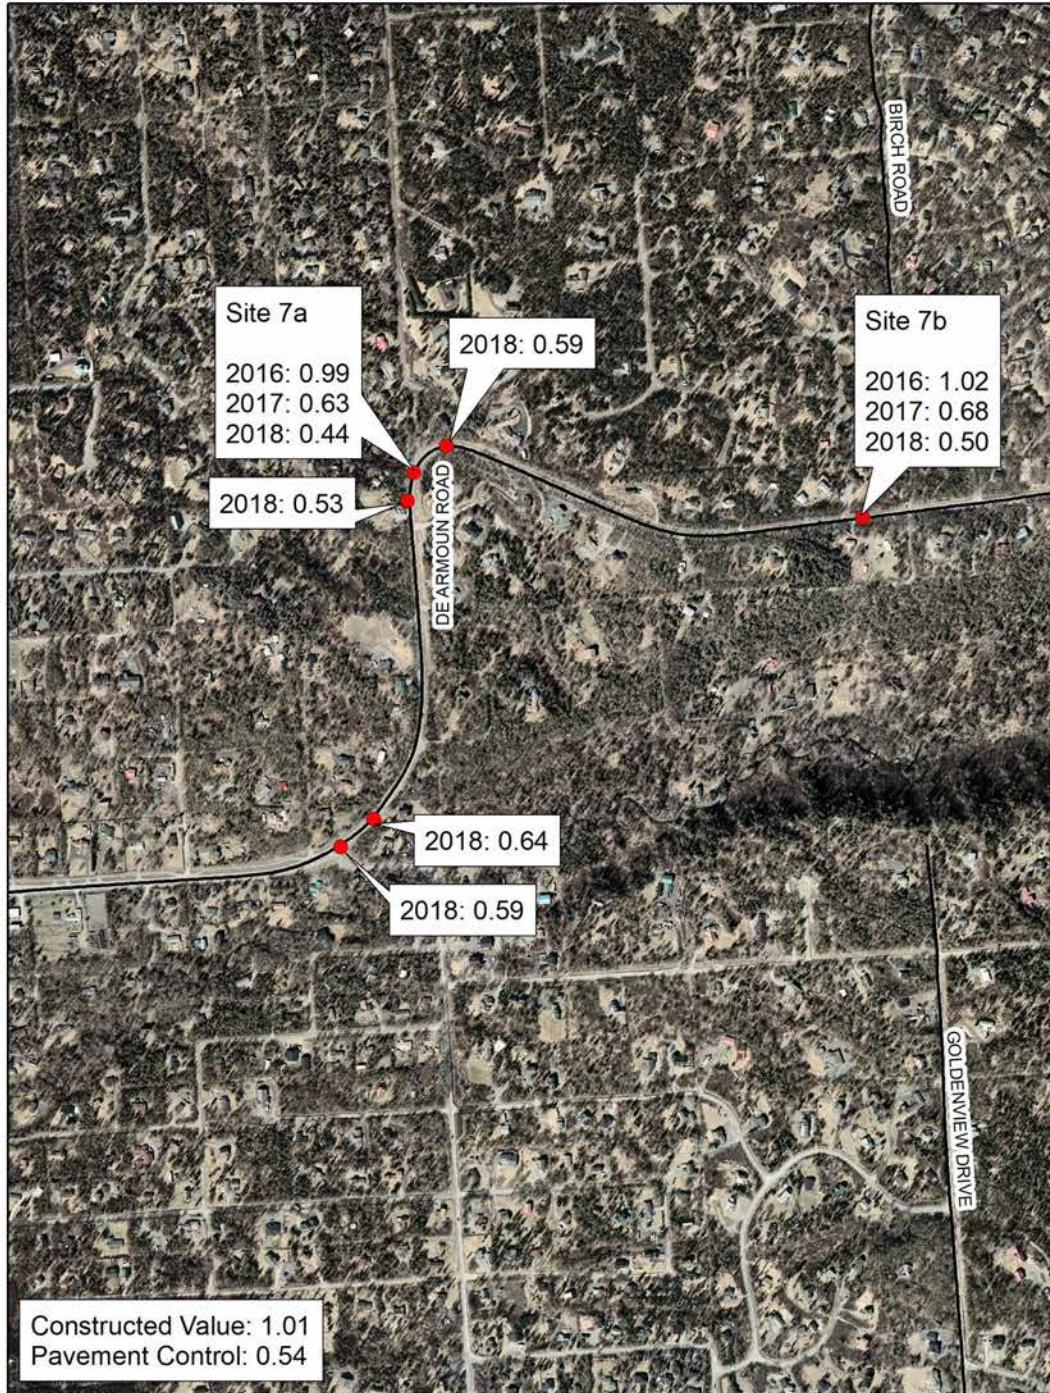 BIRCH ROAD
Site 7a
2016: 0.99
2017: 0.63
2018: 0.44
2018: 0.59
Site 7b
2016: 1.02
2017: 0.68
2018: 0.50
2018: 0.53
DE ARMOUN ROAD
2018: 0.64
2018: 0.59
GOLDENVIEW DRIVE
Constructed Value: 1.01
Pavement Control: 0.54